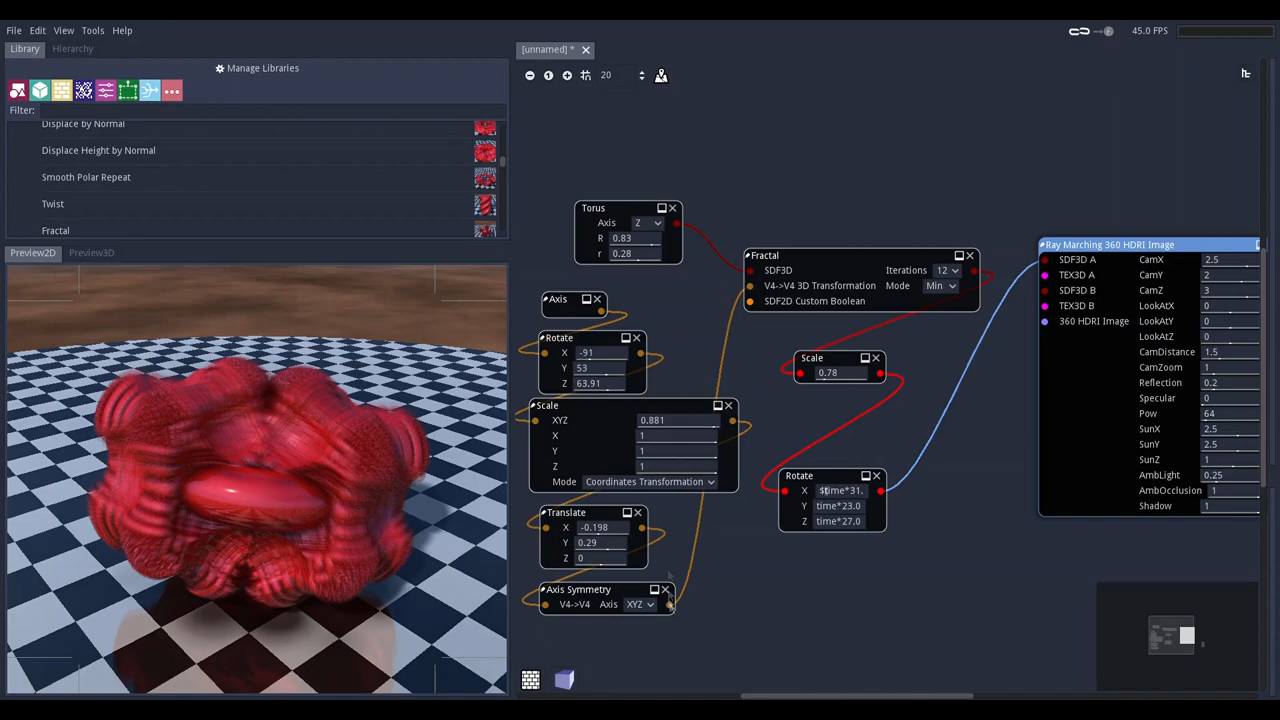 File Edit View Tools Help
45.0 FPS
Library Hierarchy
[unnamed] *
Manage Libraries
20
Filter:
Displace by Normal
Displace Height by Normal
Smooth Polar Repeat
Twist
Fractal
Preview2D Preview3D
Torus
Axis Z
R 0.83
r 0.28
Axis
Rotate
X -91
Y 53
Z 63.91
Scale
XYZ 0.881
X 1
Y 1
Z 1
Mode Coordinates Transformation
Translate
X -0.198
Y 0.29
Z 0
Axis Symmetry
V4->V4 Axis XYZ
Fractal
SDF3D Iterations 12
V4->V4 3D Transformation Mode Min
SDF2D Custom Boolean
Scale
0.78
Rotate
X $time*31.
Y time*23.0
Z time*27.0
Ray Marching 360 HDRI Image
SDF3D A CamX 2.5
TEX3D A CamY 2
SDF3D B CamZ 3
TEX3D B LookAtX 0
360 HDRI Image LookAtY 0
LookAtZ 0
CamDistance 1.5
CamZoom 1
Reflection 0.2
Specular 0
Pow 64
SunX 2.5
SunY 2.5
SunZ 1
AmbLight 0.25
AmbOcclusion 1
Shadow 1